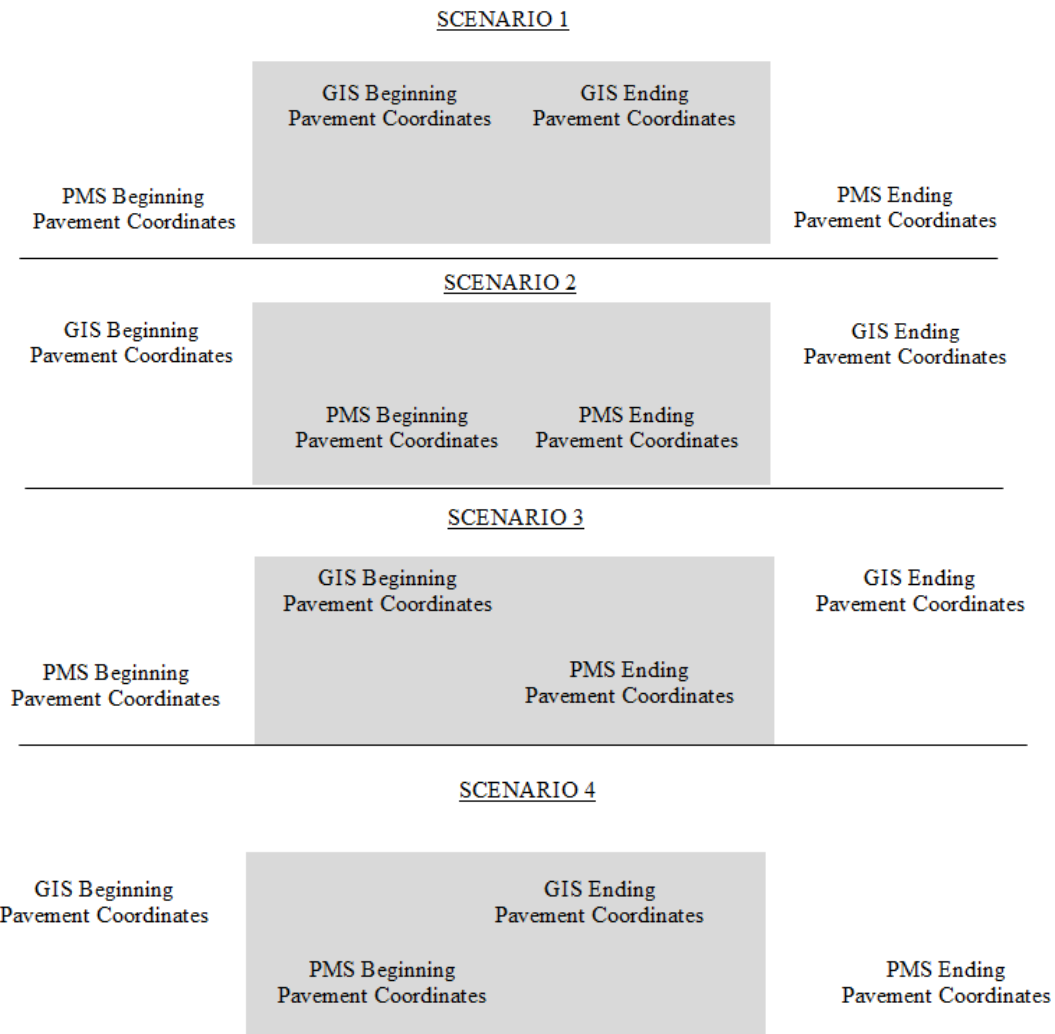 SCENARIO 1
GIS Beginning
Pavement Coordinates
GIS Ending
Pavement Coordinates
PMS Beginning
Pavement Coordinates
PMS Ending
Pavement Coordinates
SCENARIO 2
GIS Beginning
Pavement Coordinates
GIS Ending
Pavement Coordinates
PMS Beginning
Pavement Coordinates
PMS Ending
Pavement Coordinates
SCENARIO 3
GIS Beginning
Pavement Coordinates
GIS Ending
Pavement Coordinates
PMS Beginning
Pavement Coordinates
PMS Ending
Pavement Coordinates
SCENARIO 4
GIS Beginning
Pavement Coordinates
GIS Ending
Pavement Coordinates
PMS Beginning
Pavement Coordinates
PMS Ending
Pavement Coordinates